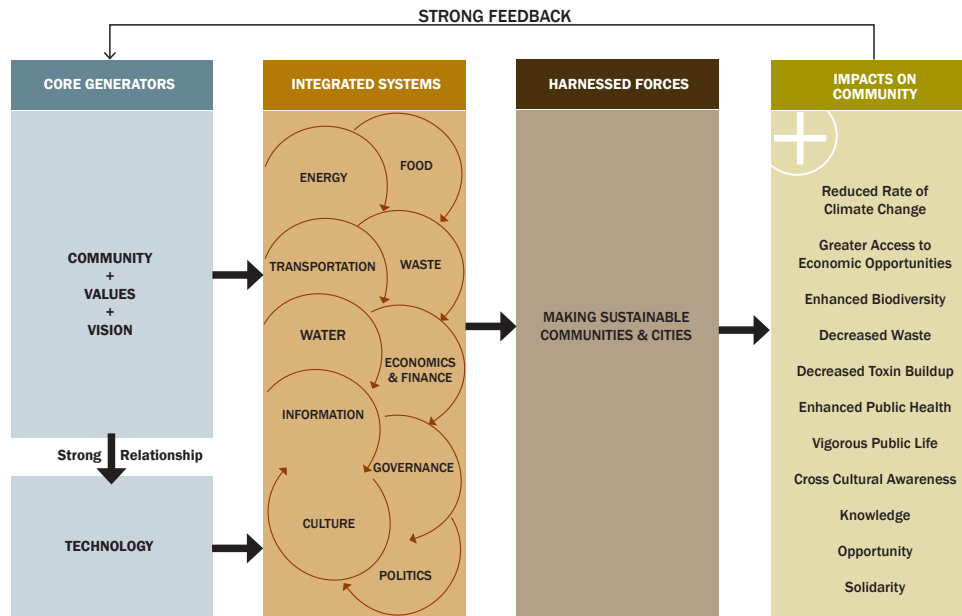 STRONG FEEDBACK
CORE GENERATORS
COMMUNITY
+
VALUES
+
VISION
Strong Relationship
TECHNOLOGY
INTEGRATED SYSTEMS
ENERGY
FOOD
TRANSPORTATION
WASTE
WATER
ECONOMICS
& FINANCE
INFORMATION
GOVERNANCE
CULTURE
POLITICS
HARNESSED FORCES
MAKING SUSTAINABLE
COMMUNITIES & CITIES
IMPACTS ON
COMMUNITY
+
Reduced Rate of
Climate Change
Greater Access to
Economic Opportunities
Enhanced Biodiversity
Decreased Waste
Decreased Toxin Buildup
Enhanced Public Health
Vigorous Public Life
Cross Cultural Awareness
Knowledge
Opportunity
Solidarity